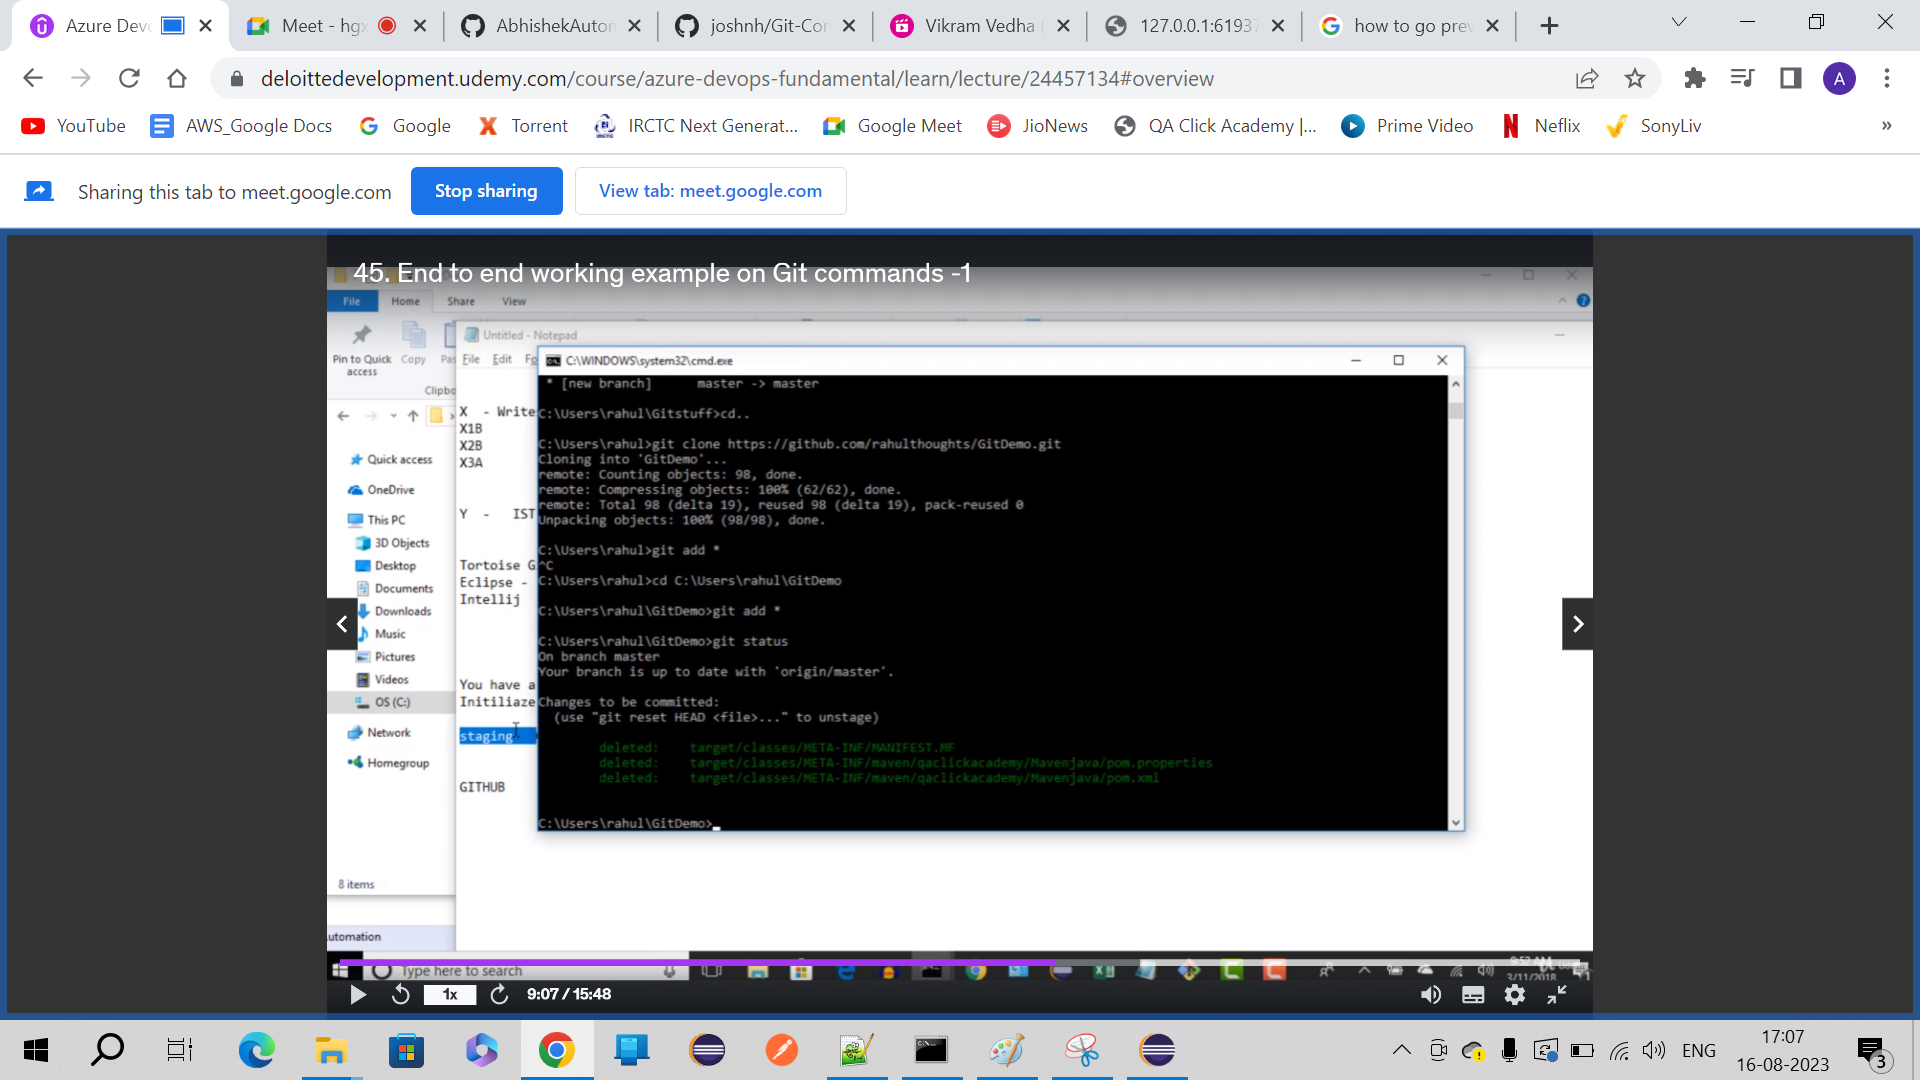 Azure Devo
Meet - hgx
AbhishekAuton
joshnh/Git-Con
Vikram Vedha (
127.0.0.1:61937
how to go prev
deloittedevelopment.udemy.com/course/azure-devops-fundamental/learn/lecture/24457134#overview
A
YouTube
AWS_Google Docs
Google
Torrent
IRCTC Next Generat...
Google Meet
JioNews
QA Click Academy |...
Prime Video
Neflix
SonyLiv
»
Sharing this tab to meet.google.com
Stop sharing
View tab: meet.google.com
45. End to end working example on Git commands -1
File Home Share View
Untitled - Notepad
Pin to Quick access
Copy
Pas
File Edit Fo
Clipbo
C:\WINDOWS\system32\cmd.exe
X - Write
X1B
X2B
X3A
Y - IST
Tortoise G
Eclipse -
Intellij
You have a
Initiliaze
staging
GITHUB
Quick access
OneDrive
This PC
3D Objects
Desktop
Documents
Downloads
Music
Pictures
Videos
OS (C:)
Network
Homegroup
8 items
utomation
* [new branch]      master -> master
C:\Users\rahul\Gitstuff>cd..
C:\Users\rahul>git clone https://github.com/rahulthoughts/GitDemo.git
Cloning into 'GitDemo'...
remote: Counting objects: 98, done.
remote: Compressing objects: 100% (62/62), done.
remote: Total 98 (delta 19), reused 98 (delta 19), pack-reused 0
Unpacking objects: 100% (98/98), done.
C:\Users\rahul>git add *
^C
C:\Users\rahul>cd C:\Users\rahul\GitDemo
C:\Users\rahul\GitDemo>git add *
C:\Users\rahul\GitDemo>git status
On branch master
Your branch is up to date with 'origin/master'.
Changes to be committed:
(use "git reset HEAD <file>..." to unstage)
deleted:    target/classes/META-INF/MANIFEST.MF
deleted:    target/classes/META-INF/maven/qaclickacademy/Mavenjava/pom.properties
deleted:    target/classes/META-INF/maven/qaclickacademy/Mavenjava/pom.xml
C:\Users\rahul\GitDemo>
Type here to search
3/11/2018
1x
9:07 / 15:48
ENG
17:07
16-08-2023
3